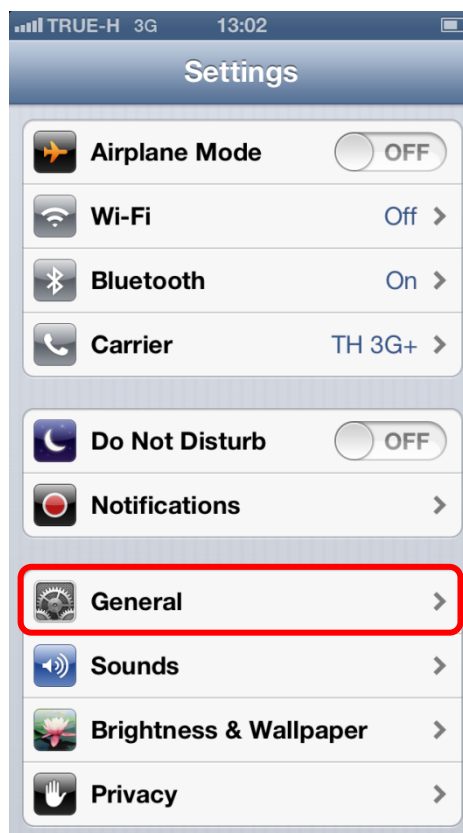 TRUE-H 3G 13:02
Settings
Airplane Mode OFF
Wi-Fi Off
Bluetooth On
Carrier TH 3G+
Do Not Disturb OFF
Notifications
General
Sounds
Brightness & Wallpaper
Privacy